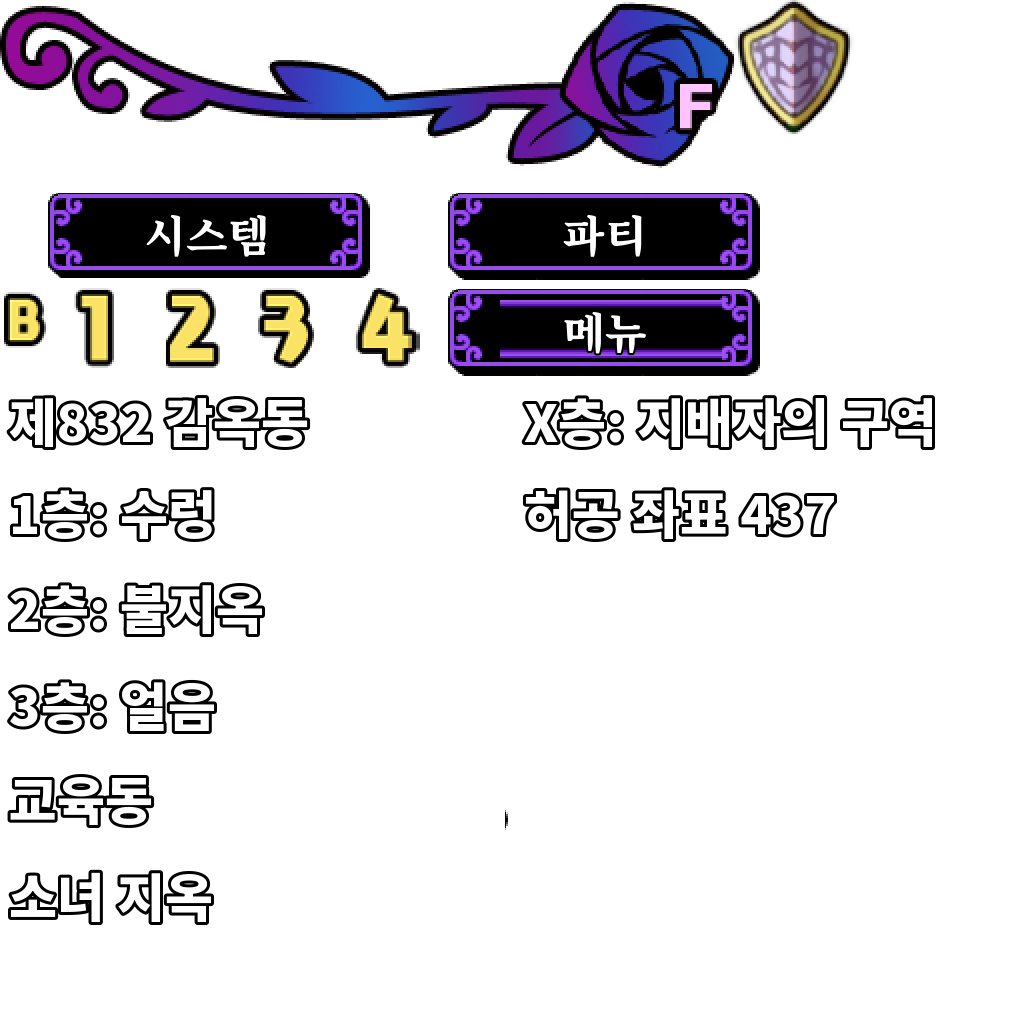 F
시스템
파티
B 1 2 3 4
메뉴
제832 감옥동
X층: 지배자의 구역
1층: 수렁
허공 좌표 437
2층: 불지옥
3층: 얼음
교육동
소녀 지옥